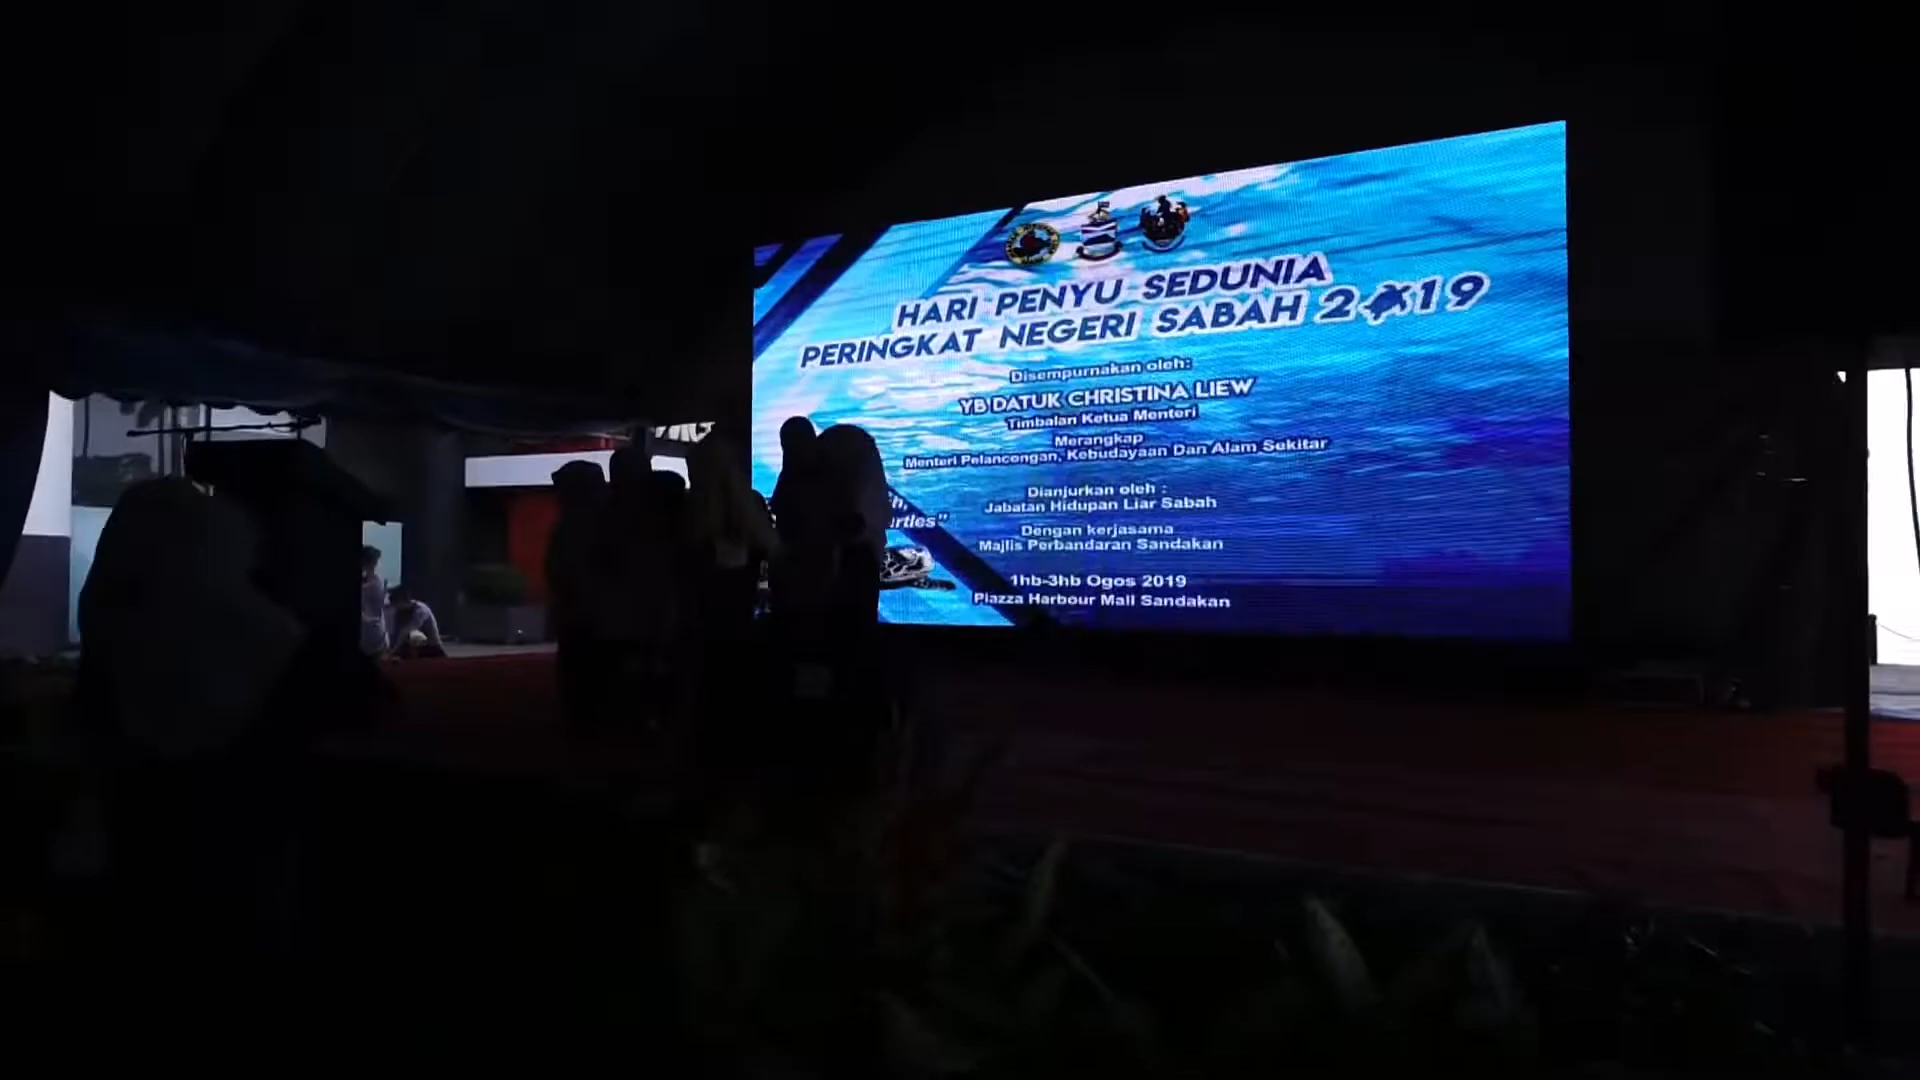 HARI PENYU SEDUNIA
PERINGKAT NEGERI SABAH 2019
Disempurnakan oleh:
YB DATUK CHRISTINA LIEW
Timbalan Ketua Menteri
Merangkap
Menteri Pelancongan, Kebudayaan Dan Alam Sekitar
Dianjurkan oleh :
Jabatan Hidupan Liar Sabah
Dengan kerjasama
Majlis Perbandaran Sandakan
1hb-3hb Ogos 2019
Piazza Harbour Mall Sandakan